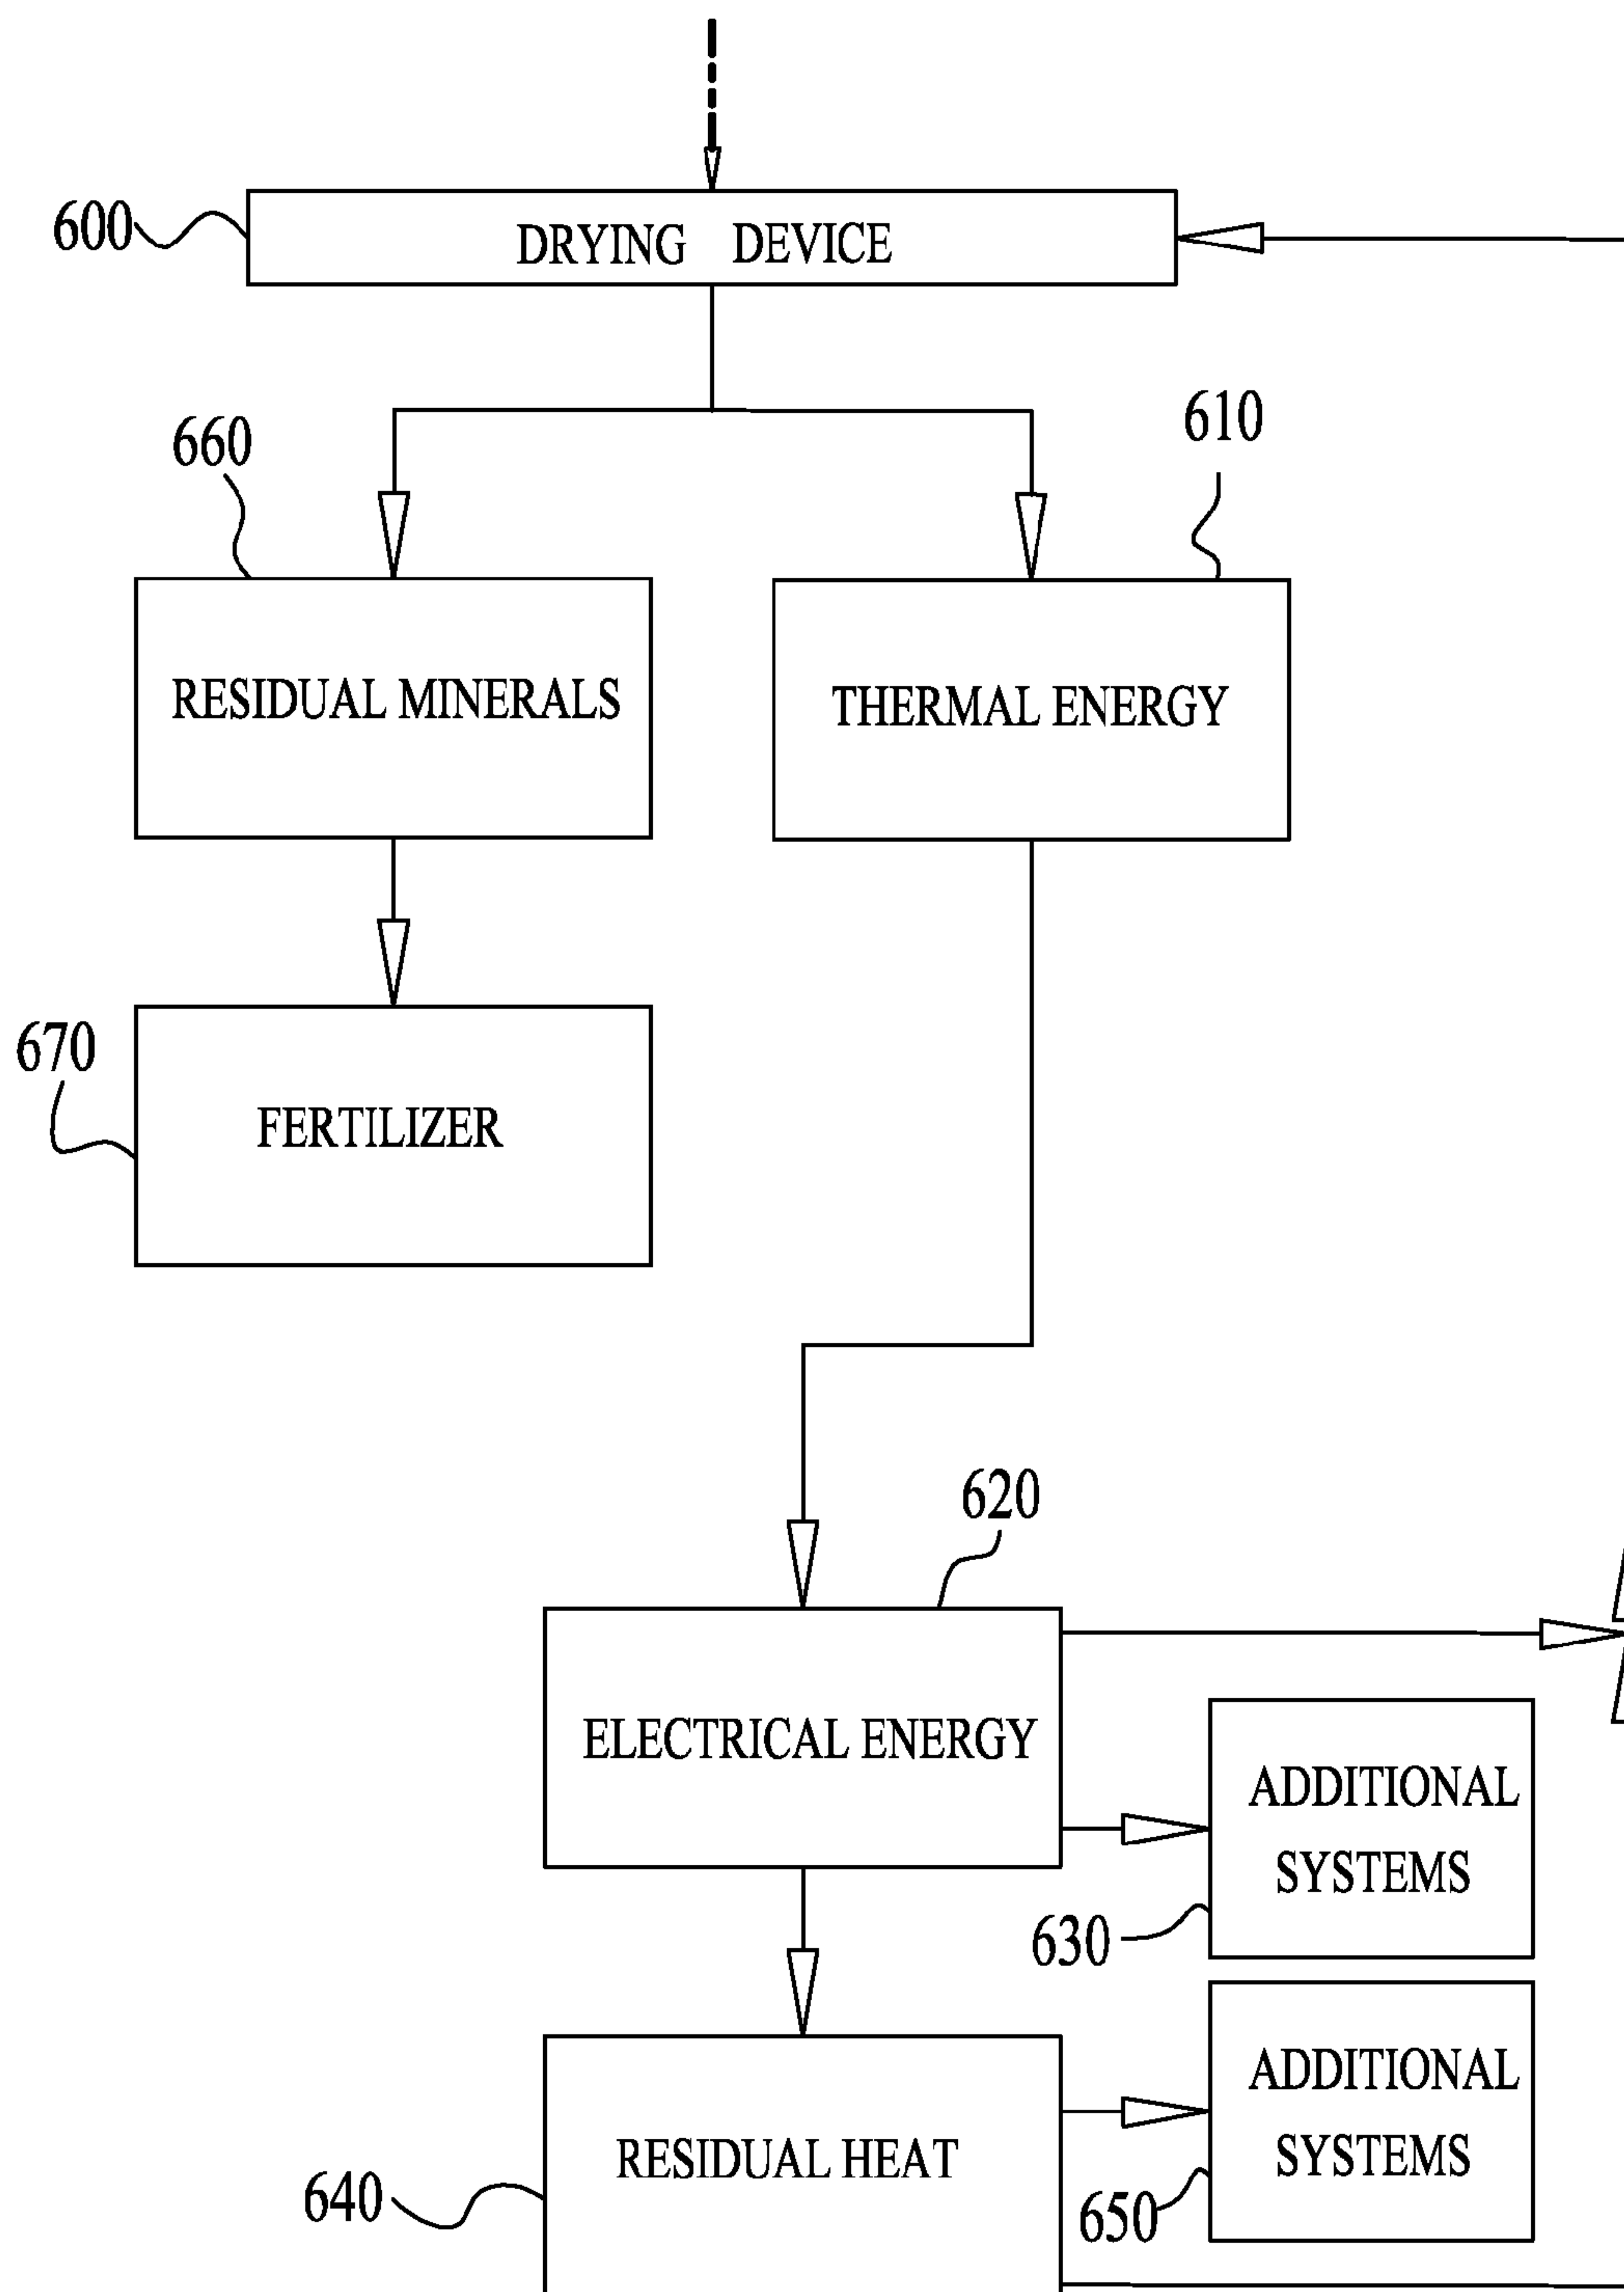 600
DRYING DEVICE
660
610
RESIDUAL MINERALS
THERMAL ENERGY
670
FERTILIZER
620
ELECTRICAL ENERGY
ADDITIONAL
SYSTEMS
630
ADDITIONAL
SYSTEMS
RESIDUAL HEAT
640
650